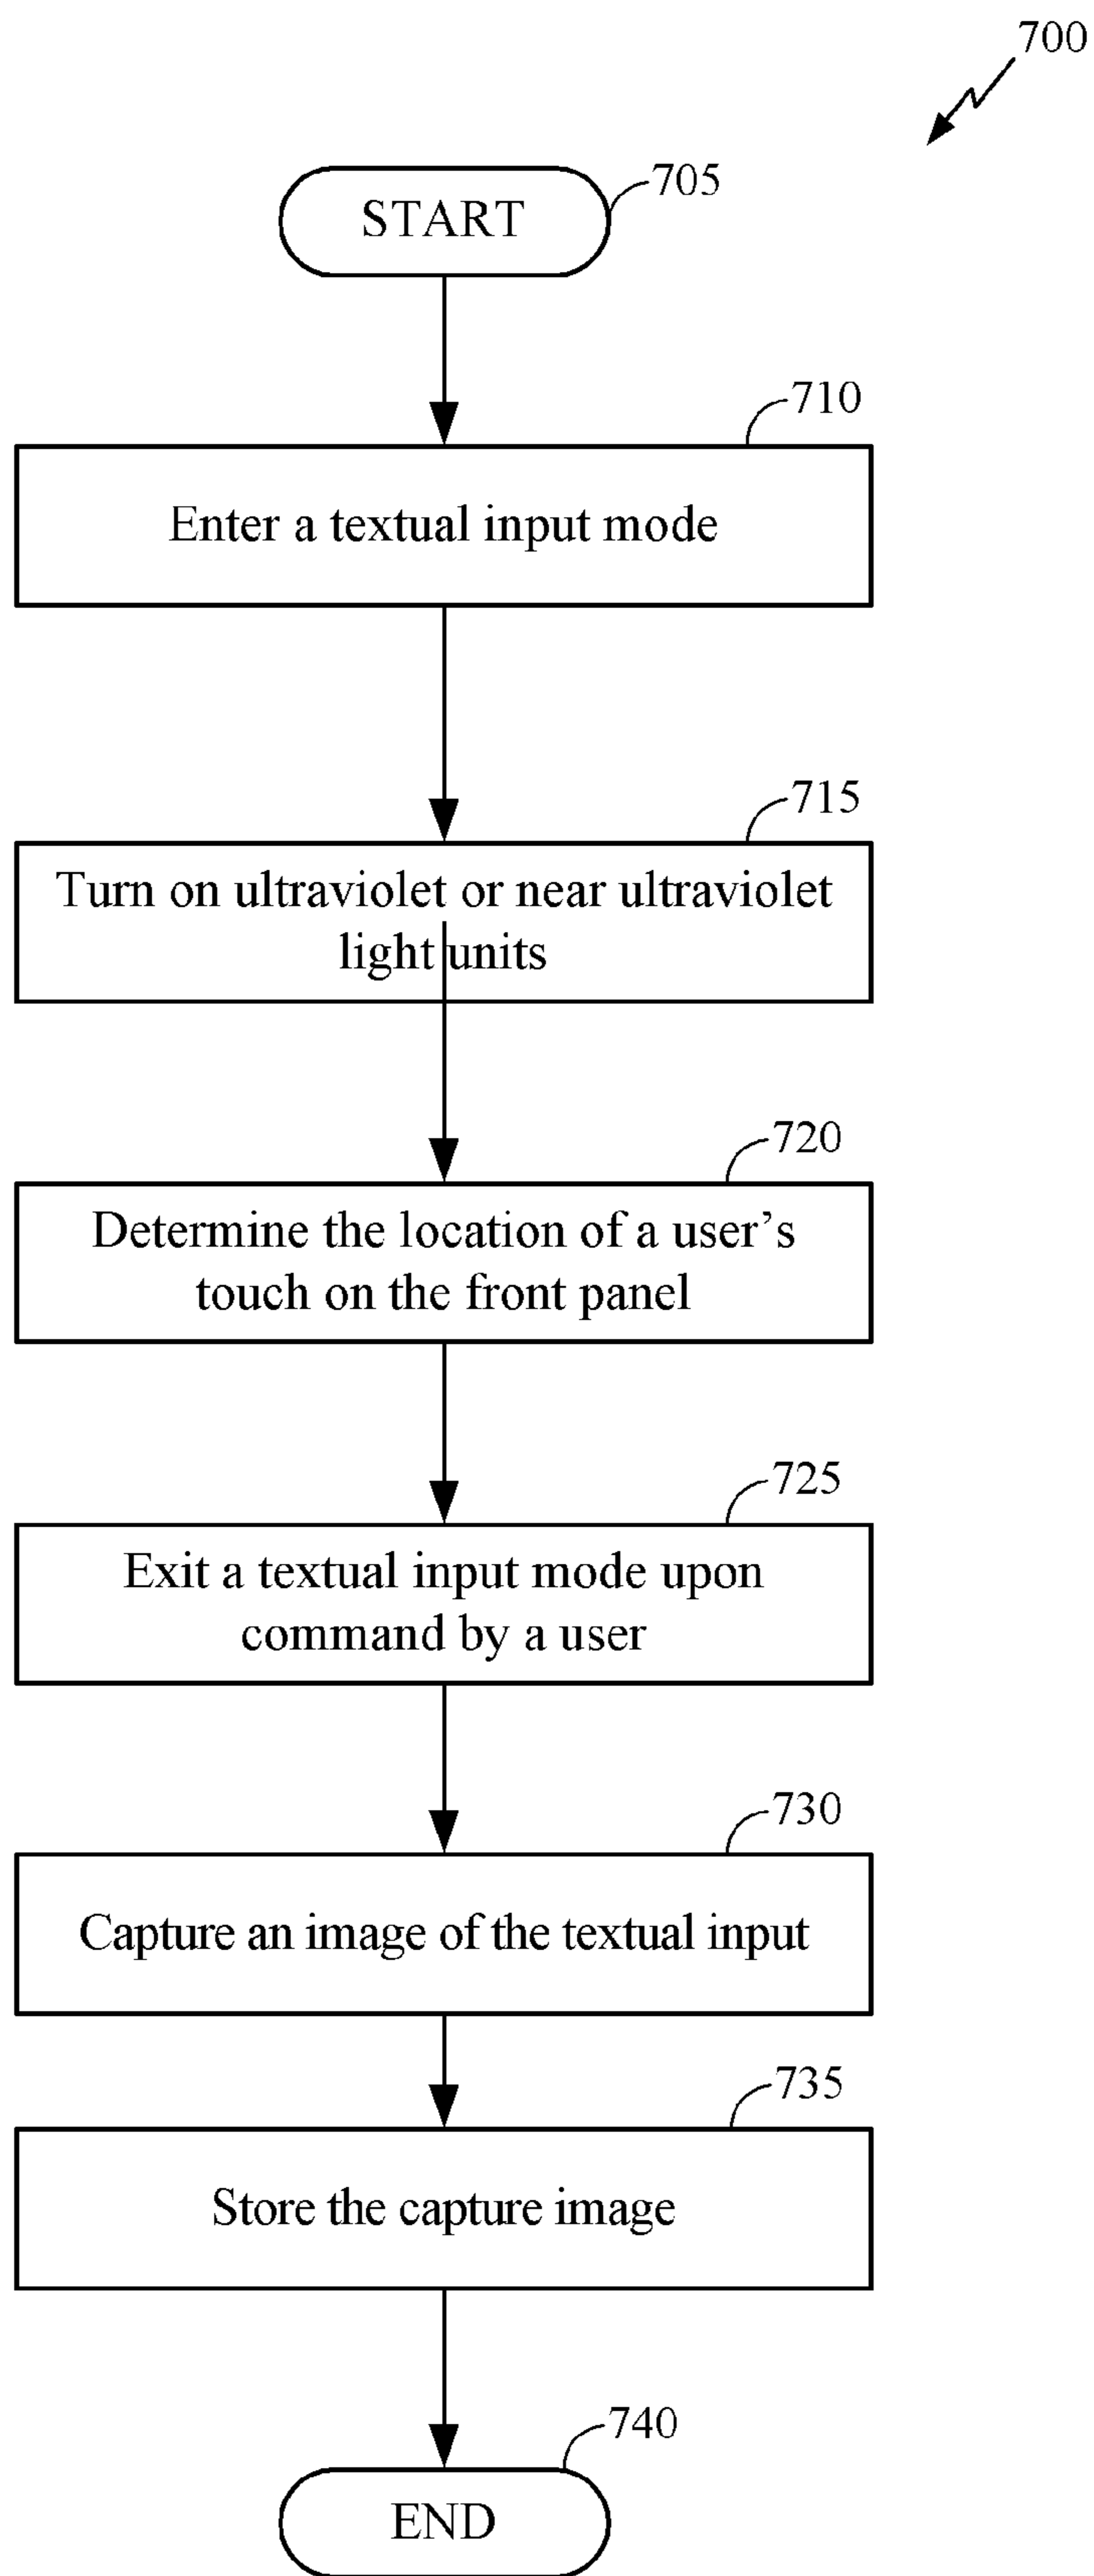 700
START
705
710
Enter a textual input mode
715
Turn on ultraviolet or near ultraviolet
light units
720
Determine the location of a user’s
touch on the front panel
725
Exit a textual input mode upon
command by a user
730
Capture an image of the textual input
735
Store the capture image
740
END